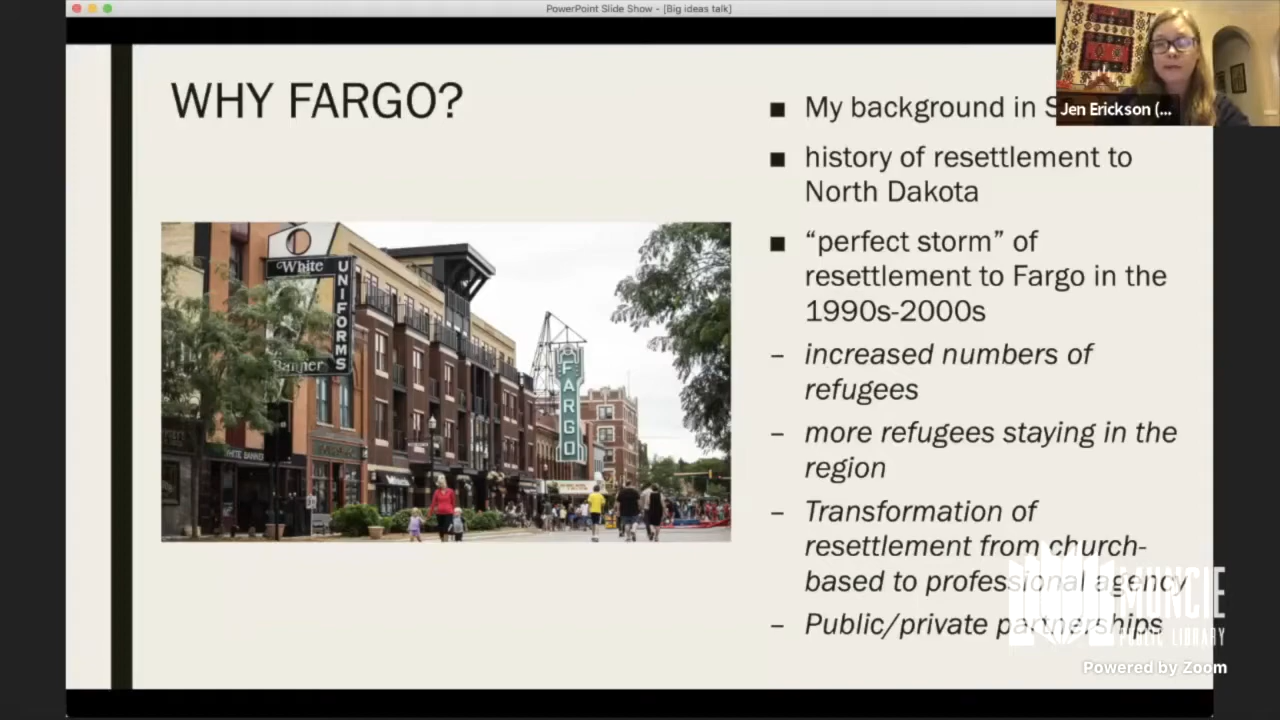 PowerPoint Slide Show - [Big ideas talk]
WHY FARGO?
My background in S
Jen Erickson (...
history of resettlement to
North Dakota
“perfect storm” of
resettlement to Fargo in the
1990s-2000s
– increased numbers of
refugees
– more refugees staying in the
region
– Transformation of
resettlement from church-
based to professional agency
– Public/private partnerships
White
UNIFORMS
Banner
WHITE BANNER
FARGO
MUNCIE
PUBLIC LIBRARY
Powered by Zoom